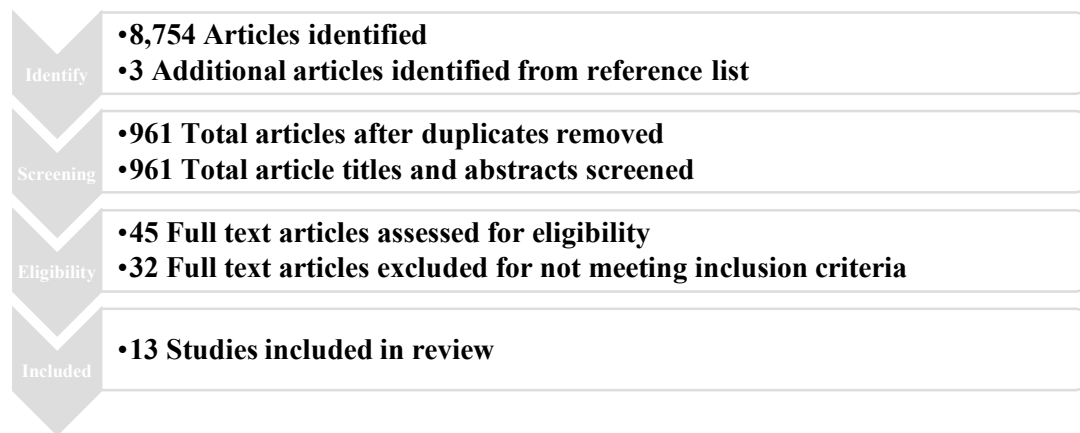 Identify
•8,754 Articles identified
•3 Additional articles identified from reference list
Screening
•961 Total articles after duplicates removed
•961 Total article titles and abstracts screened
Eligibility
•45 Full text articles assessed for eligibility
•32 Full text articles excluded for not meeting inclusion criteria
Included
•13 Studies included in review